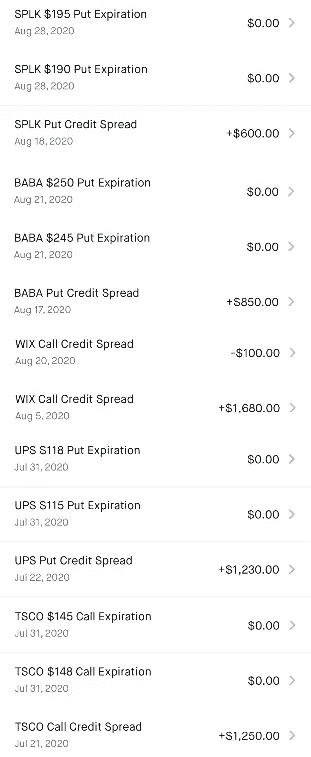 SPLK $195 Put Expiration
Aug 28, 2020
$0.00
SPLK $190 Put Expiration
Aug 28, 2020
$0.00
SPLK Put Credit Spread
Aug 18, 2020
+$600.00
BABA $250 Put Expiration
Aug 21, 2020
$0.00
BABA $245 Put Expiration
Aug 21, 2020
$0.00
BABA Put Credit Spread
Aug 17, 2020
+$850.00
WIX Call Credit Spread
Aug 20, 2020
-$100.00
WIX Call Credit Spread
Aug 5, 2020
+$1,680.00
UPS $118 Put Expiration
Jul 31, 2020
$0.00
UPS $115 Put Expiration
Jul 31, 2020
$0.00
UPS Put Credit Spread
Jul 22, 2020
+$1,230.00
TSCO $145 Call Expiration
Jul 31, 2020
$0.00
TSCO $148 Call Expiration
Jul 31, 2020
$0.00
TSCO Call Credit Spread
Jul 21, 2020
+$1,250.00